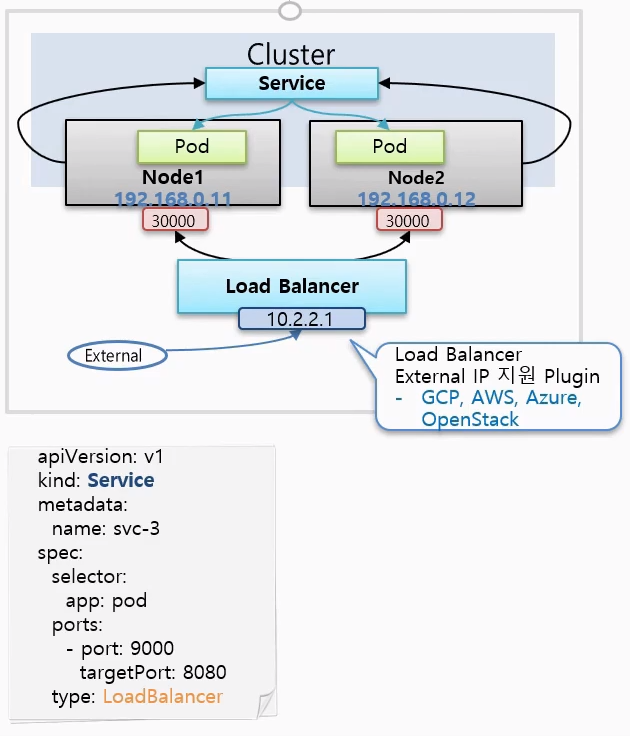 Cluster
Service
Pod
Pod
Node1
Node2
192.168.0.11
192.168.0.12
30000
30000
Load Balancer
10.2.2.1
External
Load Balancer
External IP 지원 Plugin
- GCP, AWS, Azure,
OpenStack
apiVersion: v1
kind: Service
metadata:
name: svc-3
spec:
selector:
app: pod
ports:
- port: 9000
targetPort: 8080
type: LoadBalancer